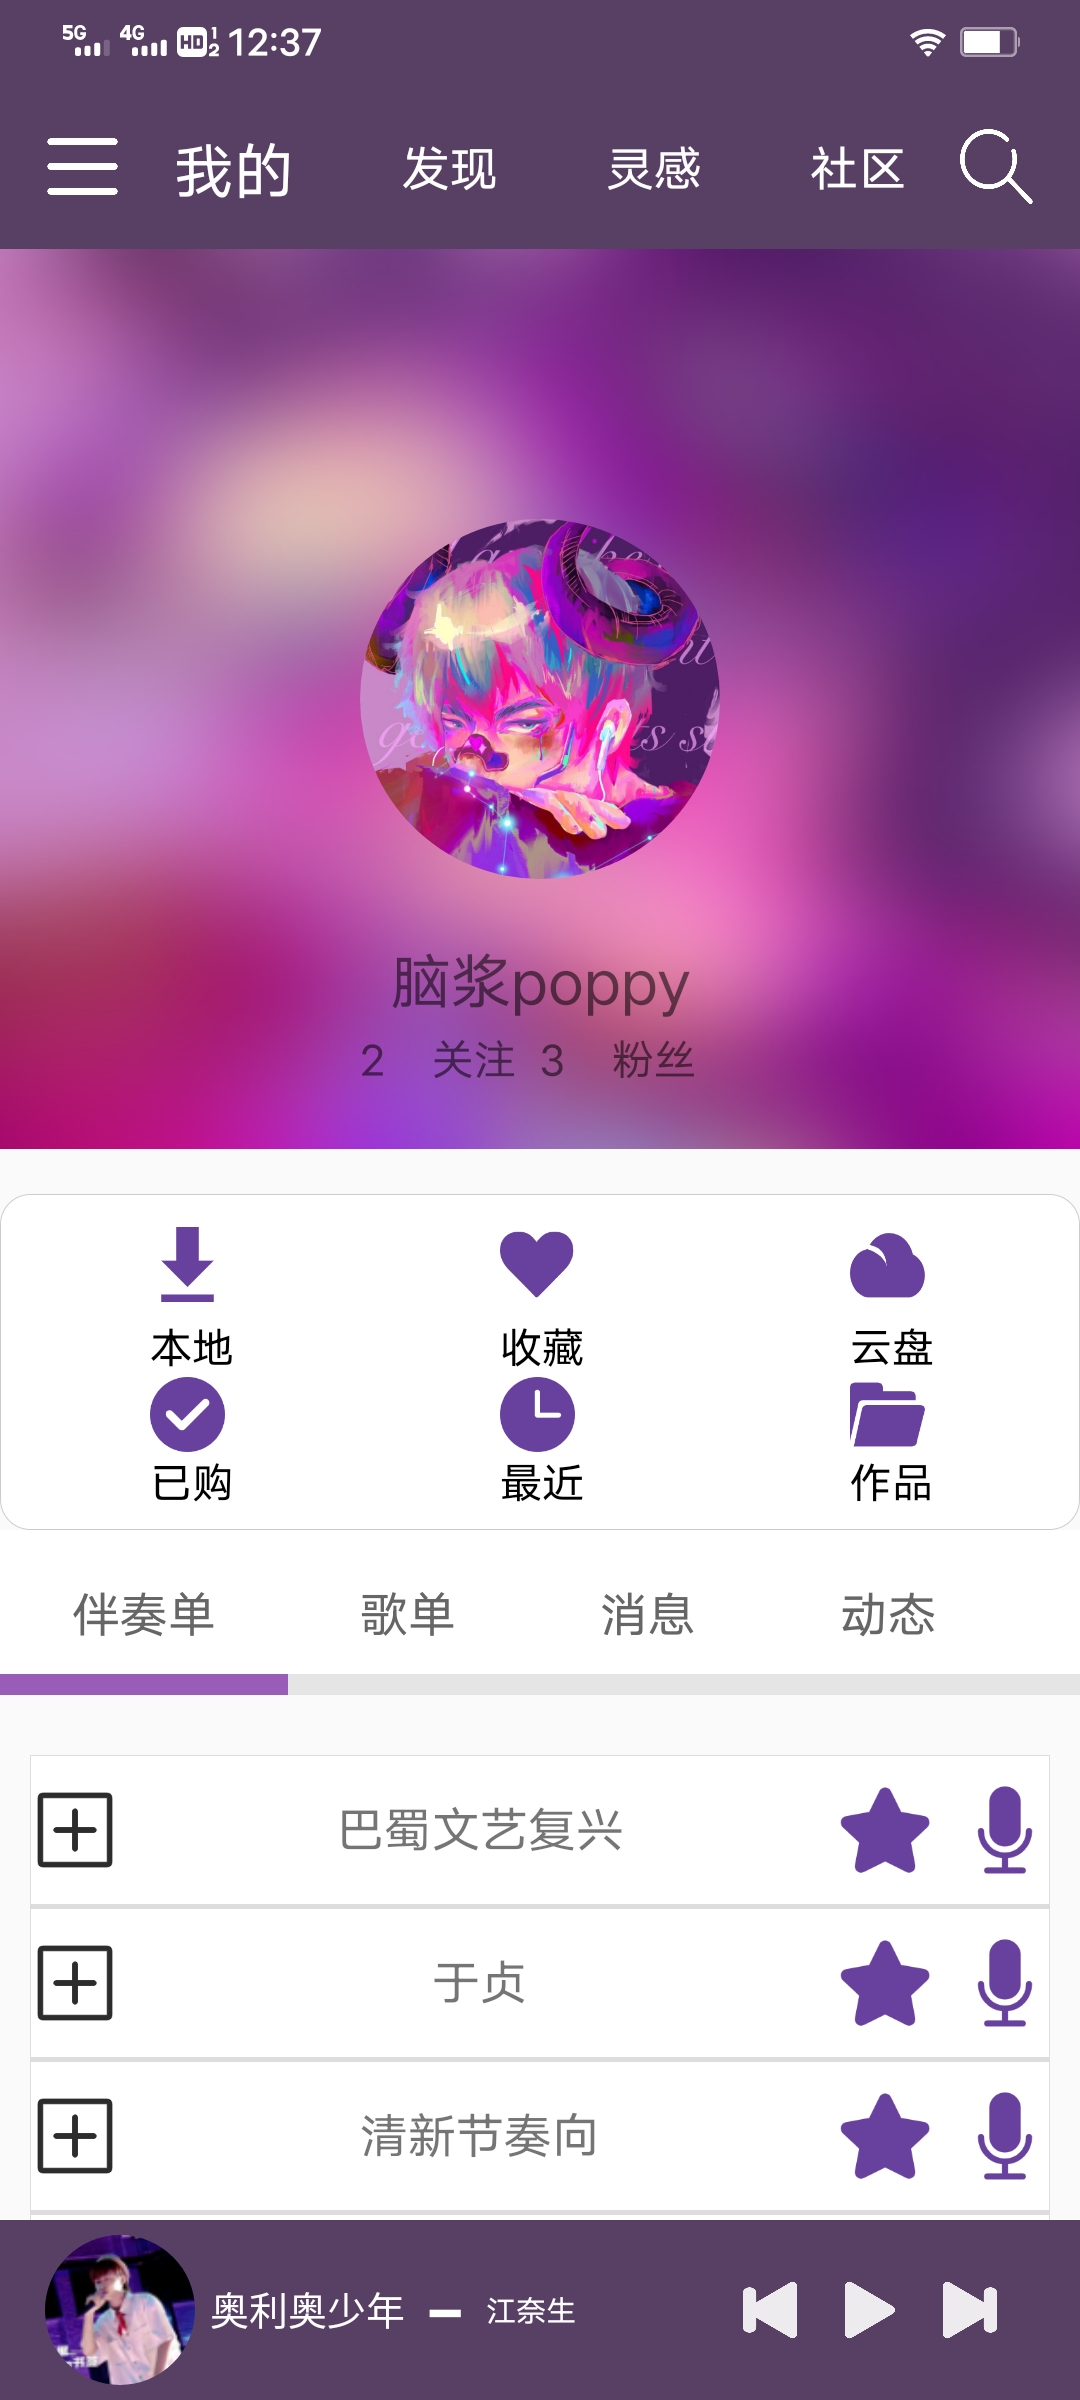 5G 4G HD 1 2 12:37
我的 发现 灵感 社区
脑浆poppy
2 关注 3 粉丝
本地 收藏 云盘
已购 最近 作品
伴奏单 歌单 消息 动态
巴蜀文艺复兴
于贞
清新节奏向
奥利奥少年 — 江奈生